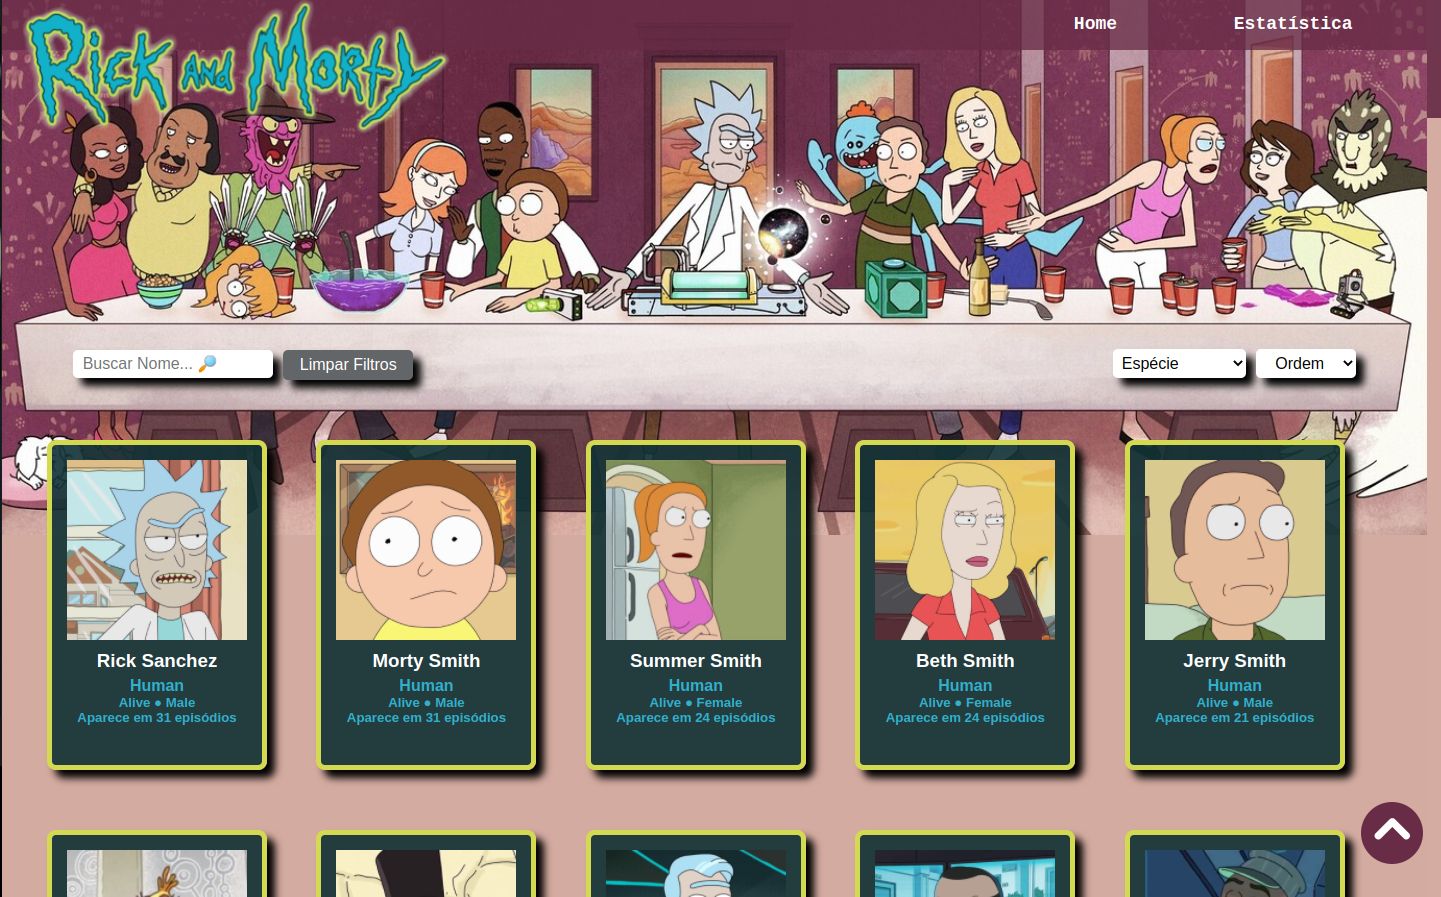 Rick and Morty
Home
Estatística
Buscar Nome... 🔎
Limpar Filtros
Espécie
Ordem
Rick Sanchez
Human
Alive ● Male
Aparece em 31 episódios
Morty Smith
Human
Alive ● Male
Aparece em 31 episódios
Summer Smith
Human
Alive ● Female
Aparece em 24 episódios
Beth Smith
Human
Alive ● Female
Aparece em 24 episódios
Jerry Smith
Human
Alive ● Male
Aparece em 21 episódios